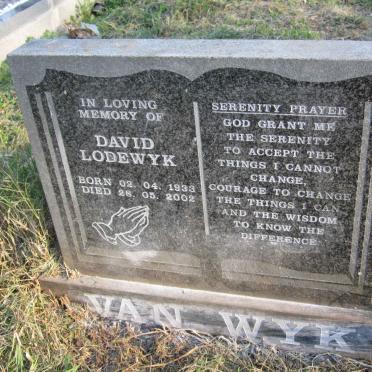 IN LOVING
MEMORY OF
DAVID
LODEWYK
BORN 02. 04. 1933
DIED 26. 05. 2002
SERENITY PRAYER
GOD GRANT ME
THE SERENITY
TO ACCEPT THE
THINGS I CANNOT
CHANGE,
COURAGE TO CHANGE
THE THINGS I CAN
AND THE WISDOM
TO KNOW THE
DIFFERENCE
VAN WYK